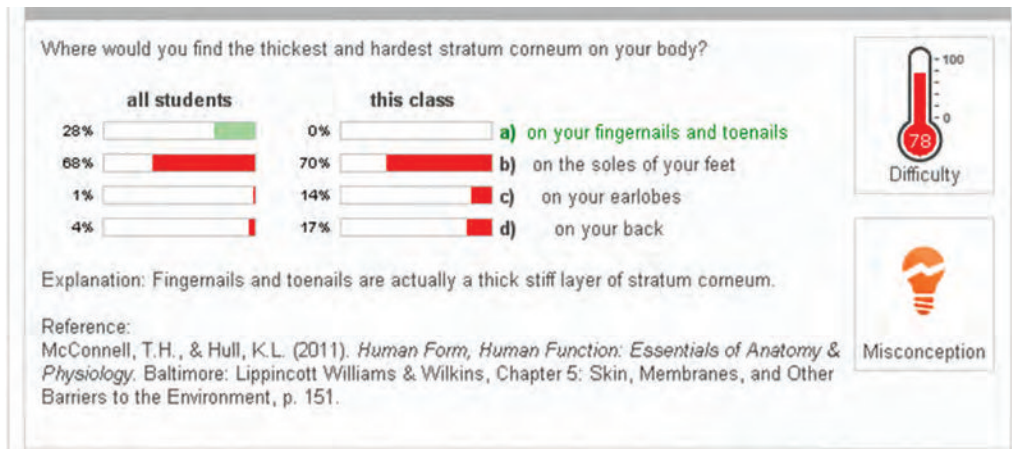 Where would you find the thickest and hardest stratum corneum on your body?
all students this class
28% 0% a) on your fingernails and toenails
68% 70% b) on the soles of your feet
1% 14% c) on your earlobes
4% 17% d) on your back
100
0
78
Difficulty
Explanation: Fingernails and toenails are actually a thick stiff layer of stratum corneum.
Reference:
McConnell, T.H., & Hull, K.L. (2011). Human Form, Human Function: Essentials of Anatomy &
Physiology. Baltimore: Lippincott Williams & Wilkins, Chapter 5: Skin, Membranes, and Other
Barriers to the Environment, p. 151.
Misconception